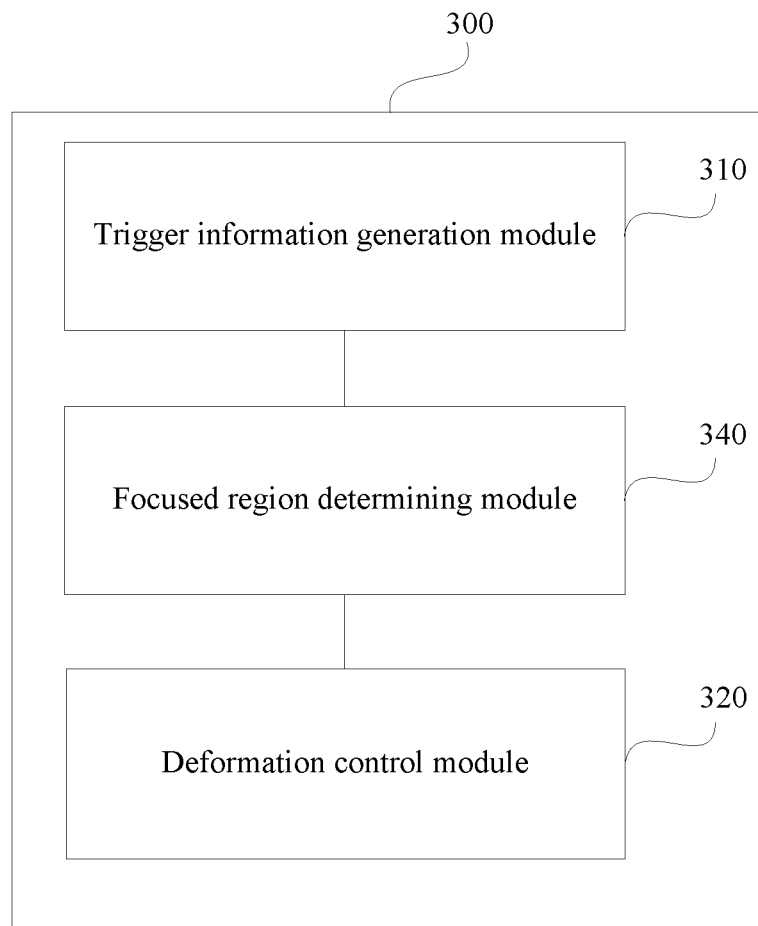 300
310
Trigger information generation module
340
Focused region determining module
320
Deformation control module